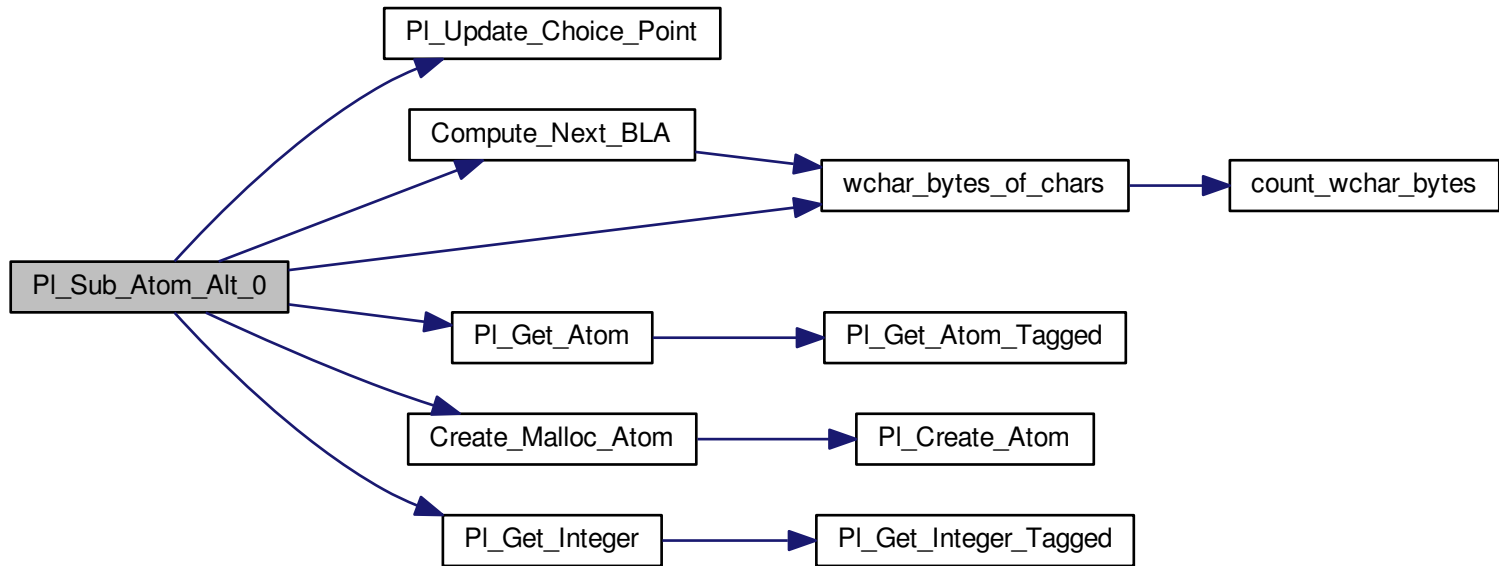 Pl_Update_Choice_Point
Compute_Next_BLA
wchar_bytes_of_chars
count_wchar_bytes
Pl_Sub_Atom_Alt_0
Pl_Get_Atom
Pl_Get_Atom_Tagged
Create_Malloc_Atom
Pl_Create_Atom
Pl_Get_Integer
Pl_Get_Integer_Tagged